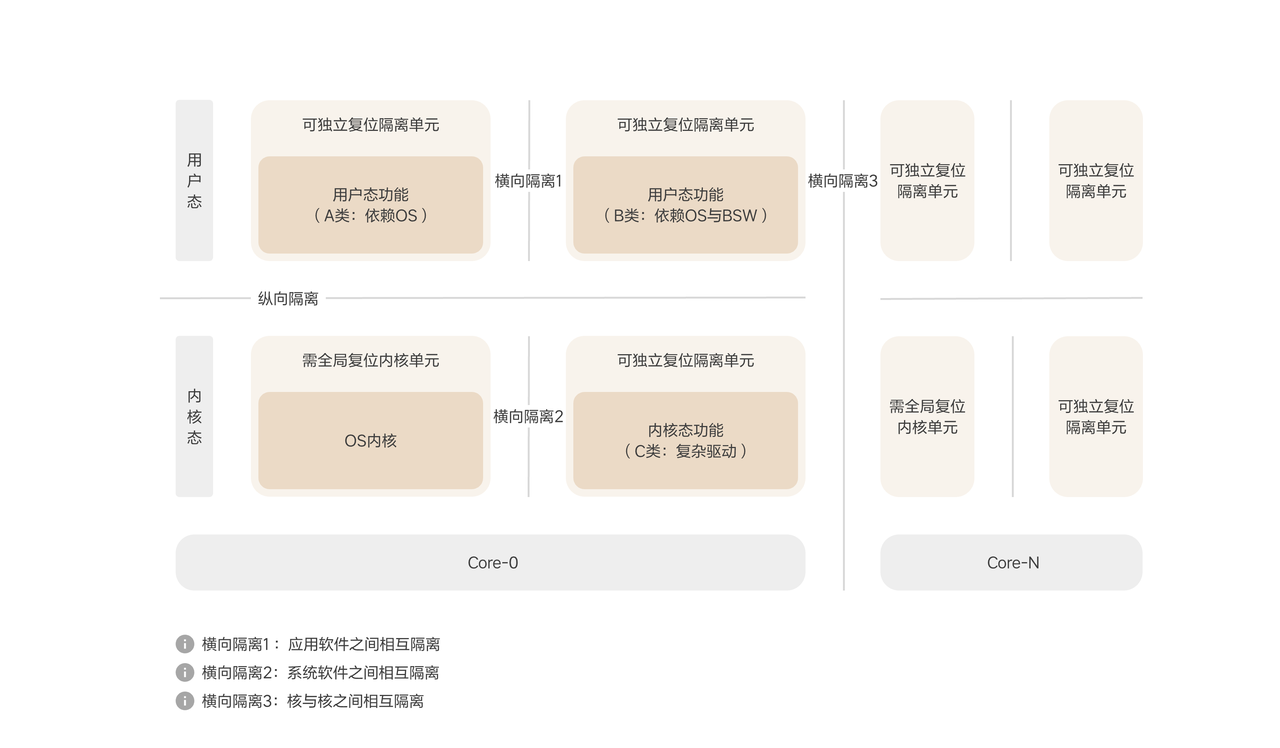 用户态
可独立复位隔离单元
用户态功能
（ A类：依赖OS ）
横向隔离1
可独立复位隔离单元
用户态功能
（ B类：依赖OS与BSW ）
横向隔离3
可独立复位
隔离单元
可独立复位
隔离单元
纵向隔离
内核态
需全局复位内核单元
OS内核
横向隔离2
可独立复位隔离单元
内核态功能
（ C类：复杂驱动 ）
需全局复位
内核单元
可独立复位
隔离单元
Core-0
Core-N
横向隔离1 ：应用软件之间相互隔离
横向隔离2：系统软件之间相互隔离
横向隔离3：核与核之间相互隔离